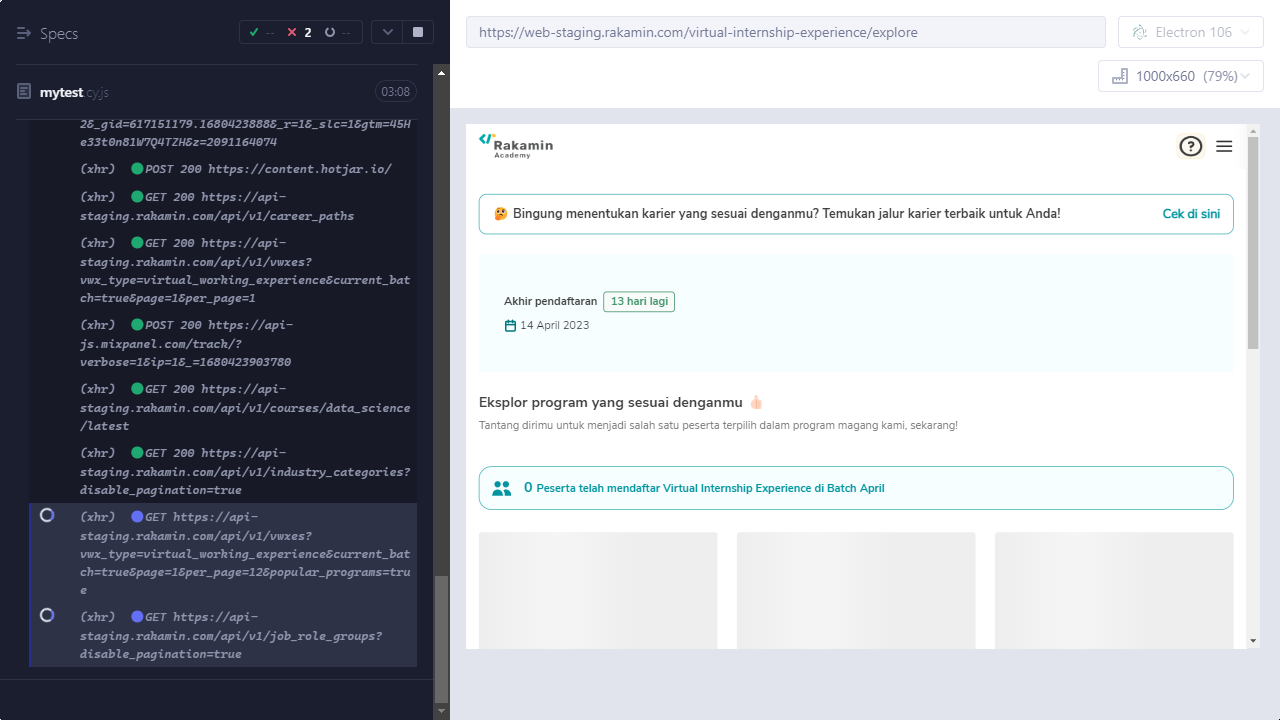 Specs
-- 2 --
mytest.cy.js 03:08
2&_gid=617151179.1680423888&_r=1&_slc=1&gtm=45H
e33t0n81W7Q4TZH&z=2091164074
(xhr) POST 200 https://content.hotjar.io/
(xhr) GET 200 https://api-
staging.rakamin.com/api/v1/career_paths
(xhr) GET 200 https://api-
staging.rakamin.com/api/v1/vwxes?
vwx_type=virtual_working_experience&current_bat
ch=true&page=1&per_page=1
(xhr) POST 200 https://api-
js.mixpanel.com/track/?
verbose=1&ip=1&_=1680423903780
(xhr) GET 200 https://api-
staging.rakamin.com/api/v1/courses/data_science
/latest
(xhr) GET 200 https://api-
staging.rakamin.com/api/v1/industry_categories?
disable_pagination=true
(xhr) GET https://api-
staging.rakamin.com/api/v1/vwxes?
vwx_type=virtual_working_experience&current_bat
ch=true&page=1&per_page=12&popular_programs=tru
e
(xhr) GET https://api-
staging.rakamin.com/api/v1/job_role_groups?
disable_pagination=true
https://web-staging.rakamin.com/virtual-internship-experience/explore
Electron 106
1000x660 (79%)
Rakamin
Academy
?
Bingung menentukan karier yang sesuai denganmu? Temukan jalur karier terbaik untuk Anda! Cek di sini
Akhir pendaftaran 13 hari lagi
14 April 2023
Eksplor program yang sesuai denganmu
Tantang dirimu untuk menjadi salah satu peserta terpilih dalam program magang kami, sekarang!
0 Peserta telah mendaftar Virtual Internship Experience di Batch April